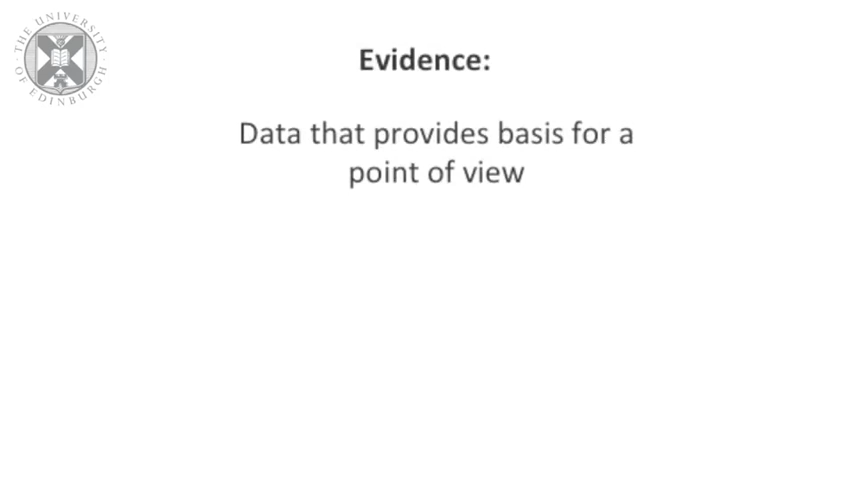 THE UNIVERSITY
OF EDINBURGH
Evidence:
Data that provides basis for a
point of view